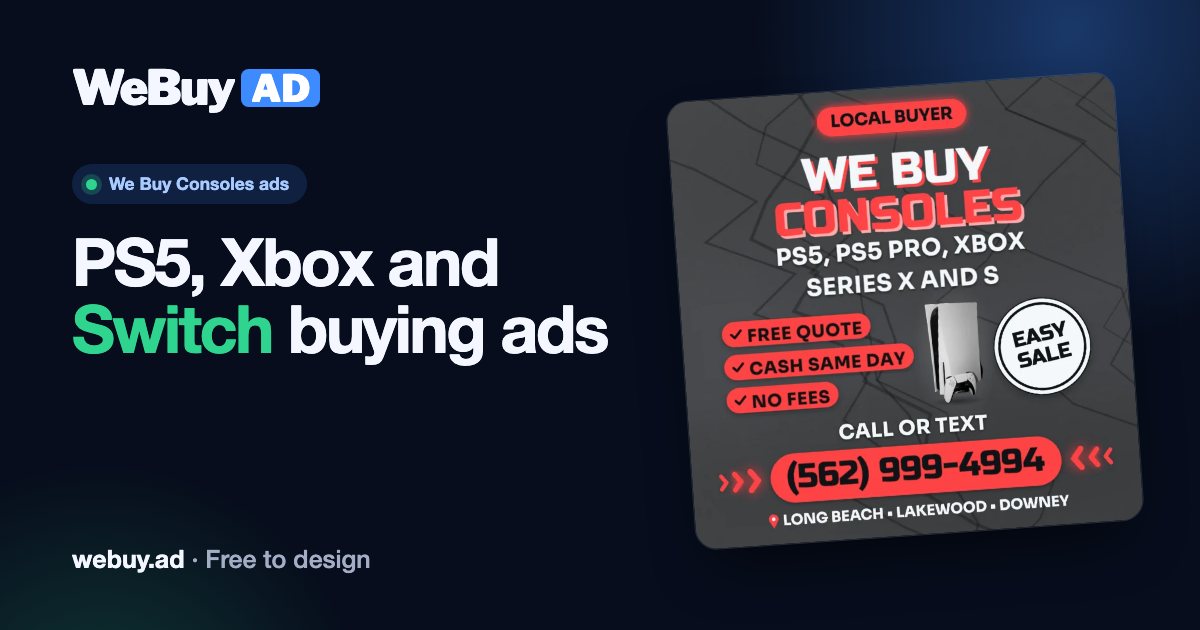 WeBuy AD
We Buy Consoles ads
PS5, Xbox and
Switch buying ads
webuy.ad · Free to design
LOCAL BUYER
WE BUY
CONSOLES
PS5, PS5 PRO, XBOX
SERIES X AND S
FREE QUOTE
CASH SAME DAY
NO FEES
EASY
SALE
CALL OR TEXT
(562) 999-4994
LONG BEACH • LAKEWOOD • DOWNEY